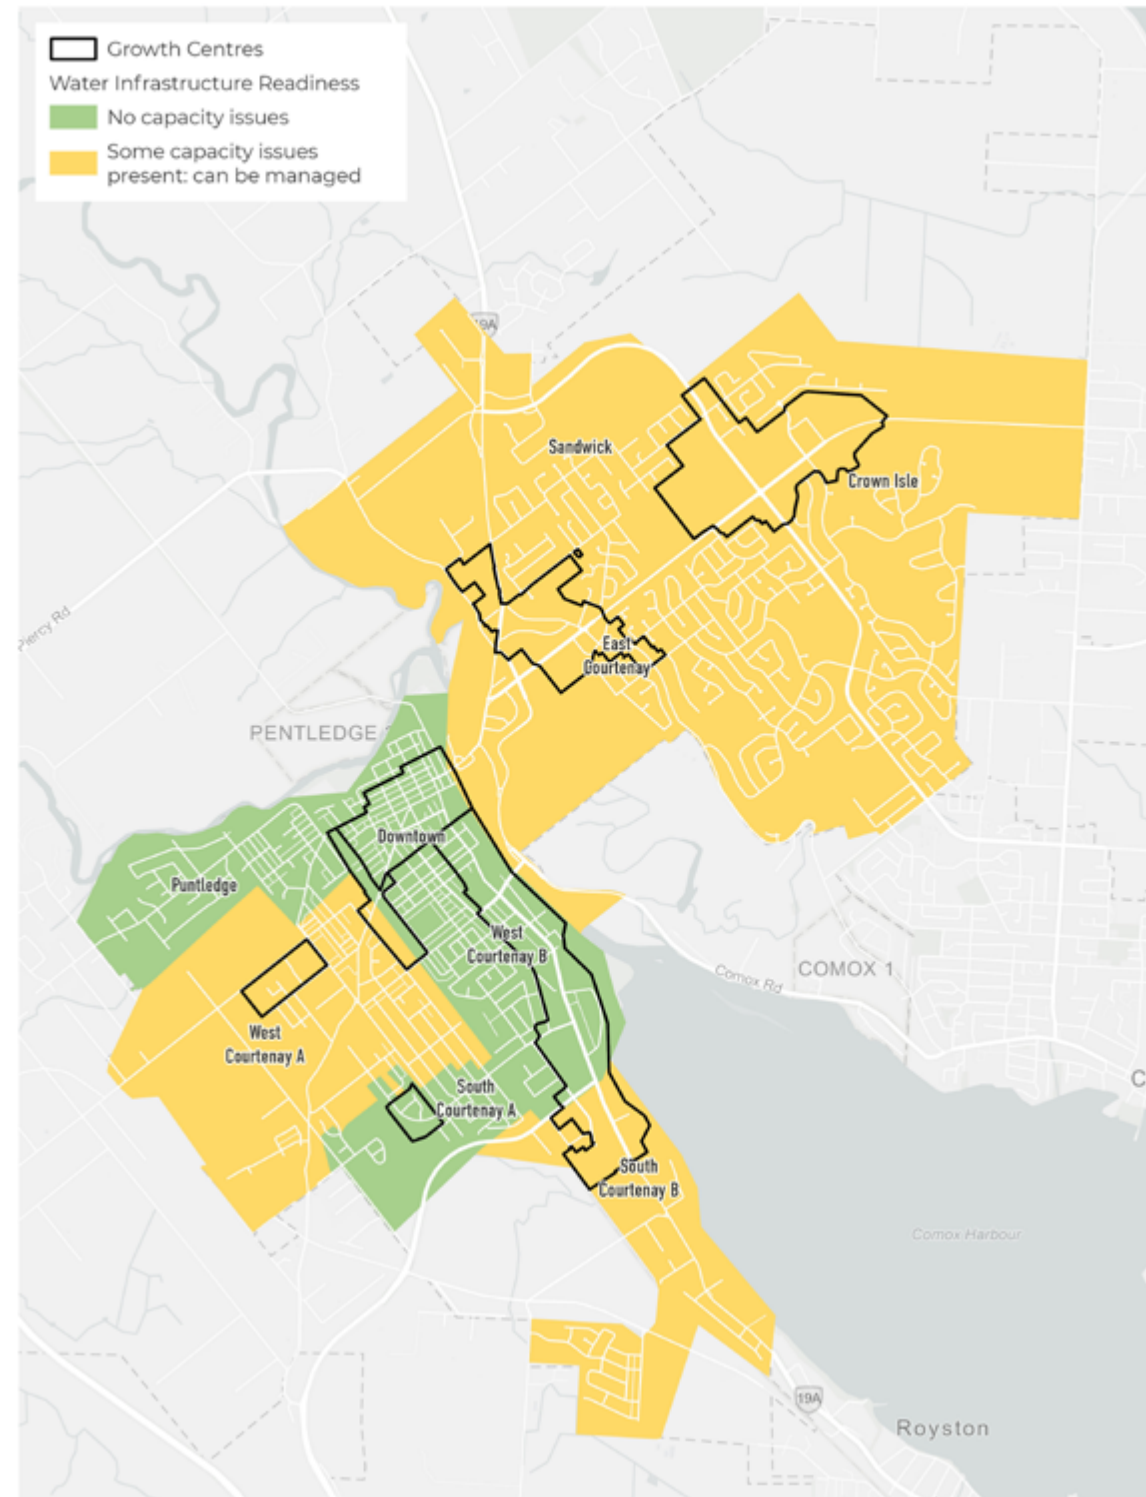 Growth Centres
Water Infrastructure Readiness
No capacity issues
Some capacity issues
present: can be managed
19A
Sandwick
Crown Isle
Piercy Rd
East
Courtenay
PENTLEDGE
Downtown
Puntledge
West
Courtenay B
COMOX 1
Comox Rd
West
Courtenay A
South
Courtenay A
C
South
Courtenay B
Comox Harbour
19A
Royston